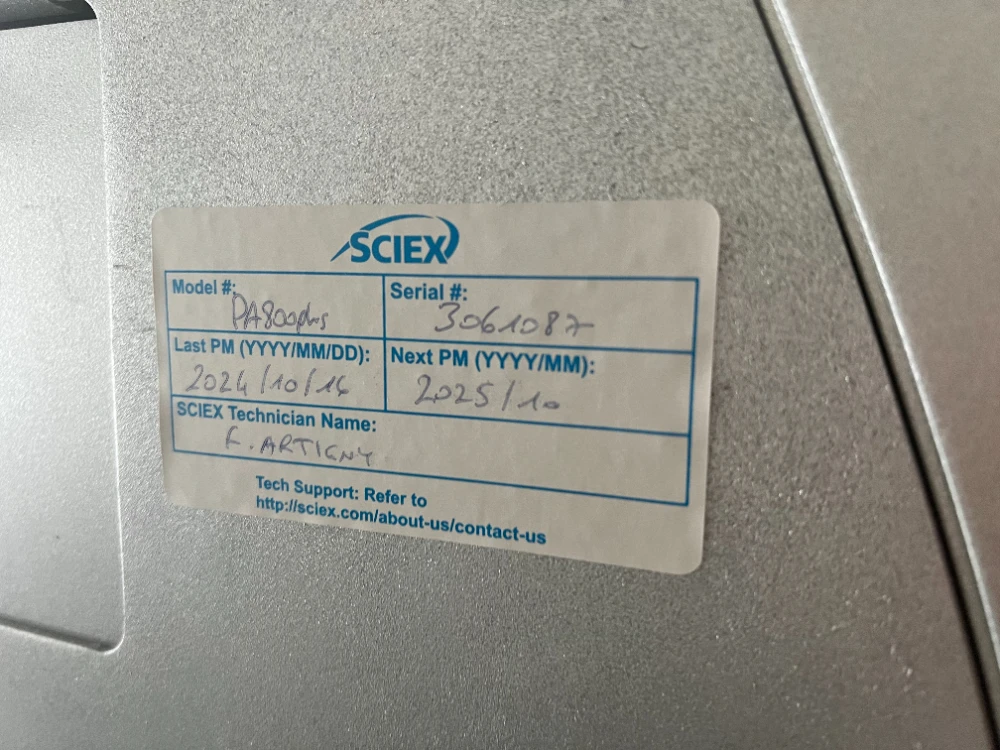 SCIEX
Model #: PA800plus
Serial #: 3061087
Last PM (YYYY/MM/DD): 2024/10/16
Next PM (YYYY/MM): 2025/10
SCIEX Technician Name:
F. ARTIGNY
Tech Support: Refer to
http://sciex.com/about-us/contact-us